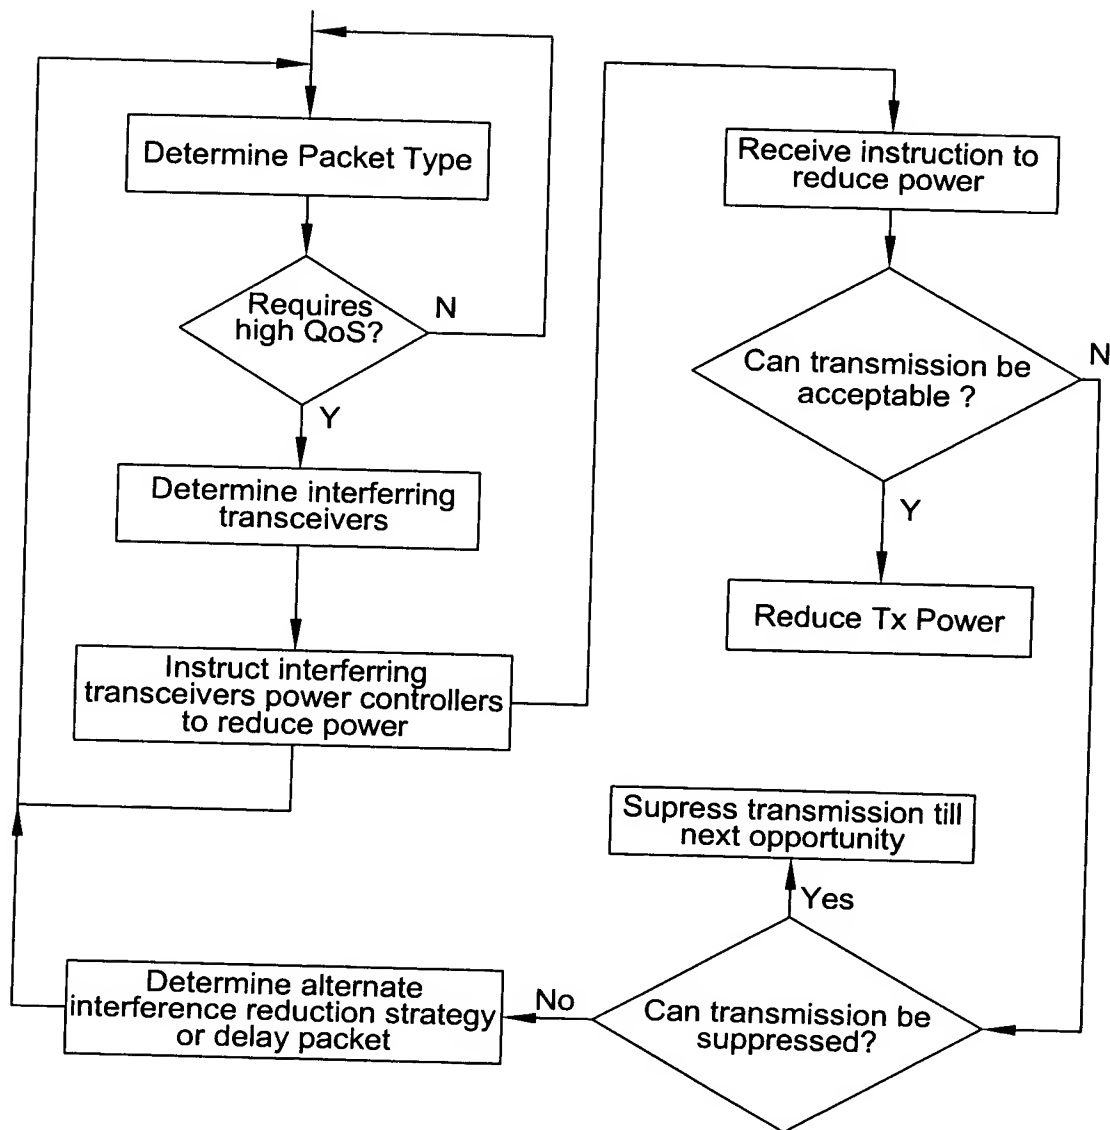 Determine Packet Type
Requires
high QoS?
N
Y
Determine interferring
transceivers
Instruct interferring
transceivers power controllers
to reduce power
Receive instruction to
reduce power
Can transmission be
acceptable ?
N
Y
Reduce Tx Power
Supress transmission till
next opportunity
Yes
Can transmission be
suppressed?
No
Determine alternate
interference reduction strategy
or delay packet